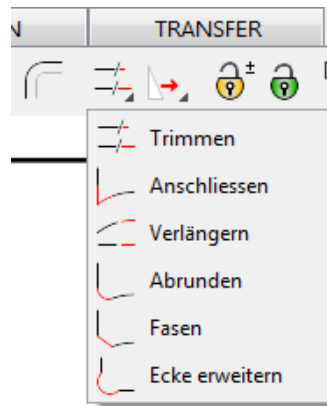 N
TRANSFER
Trimmen
Anschliessen
Verlängern
Abrunden
Fasen
Ecke erweitern